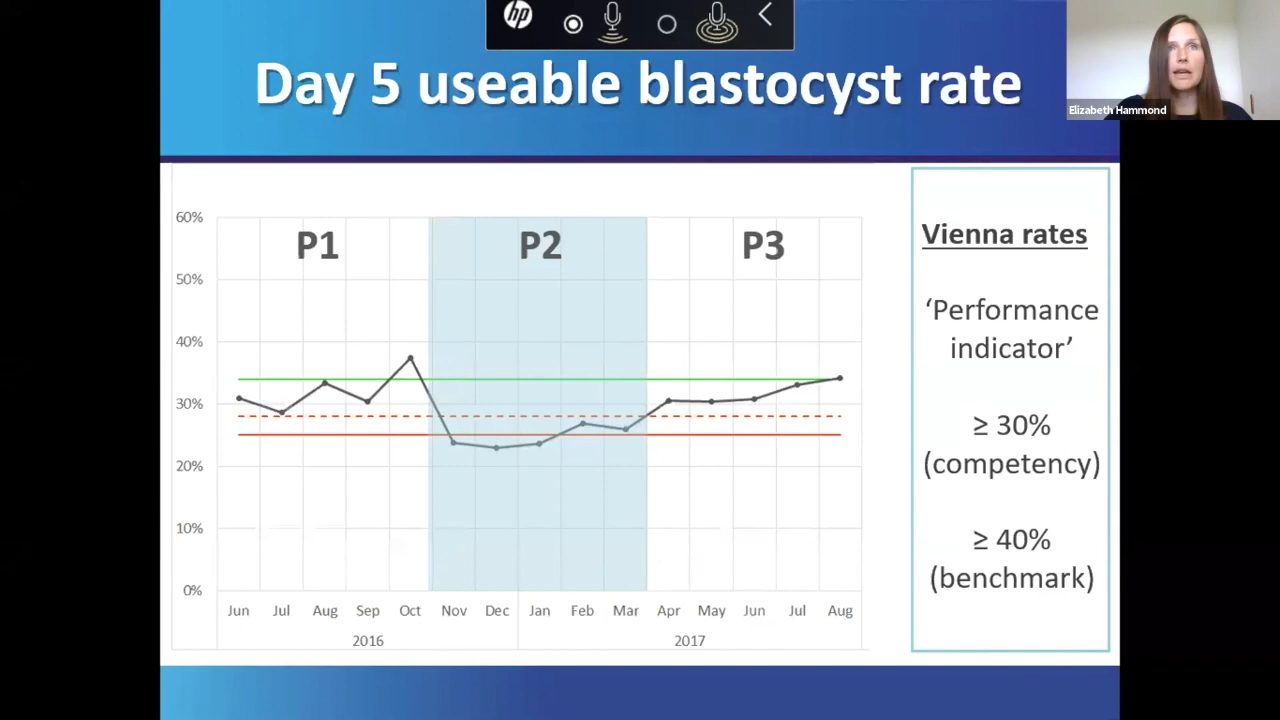 hp
Day 5 useable blastocyst rate
Elizabeth Hammond
60%
50%
40%
30%
20%
10%
0%
P1
P2
P3
Jun Jul Aug Sep Oct Nov Dec Jan Feb Mar Apr May Jun Jul Aug
2016 2017
Vienna rates
‘Performance
indicator’
≥ 30%
(competency)
≥ 40%
(benchmark)